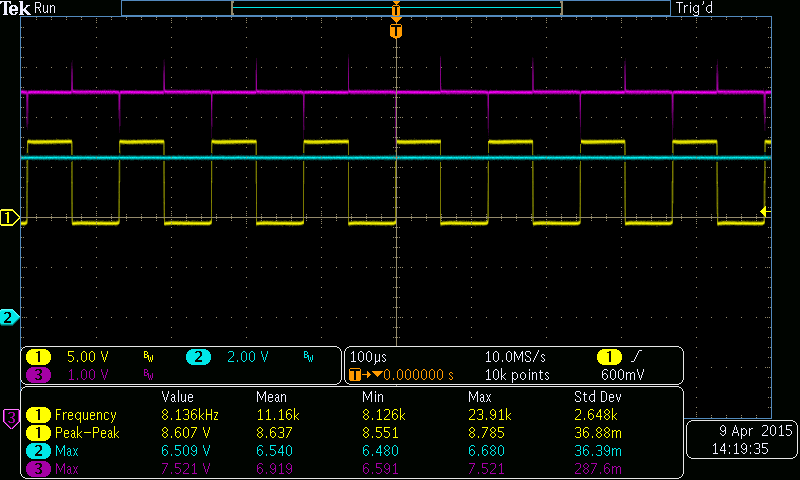 Tek Run Trig'd
T
T
1
2
3
1 5.00 V BW 2 2.00 V BW
3 1.00 V BW
100µs 10.0MS/s 1
T→▼0.000000 s 10k points 600mV
Value Mean Min Max Std Dev
1 Frequency 8.136kHz 11.16k 8.126k 23.91k 2.648k
1 Peak-Peak 8.607 V 8.637 8.551 8.785 36.88m
2 Max 6.509 V 6.540 6.480 6.680 36.39m
3 Max 7.521 V 6.919 6.591 7.521 287.6m
9 Apr 2015
14:19:35